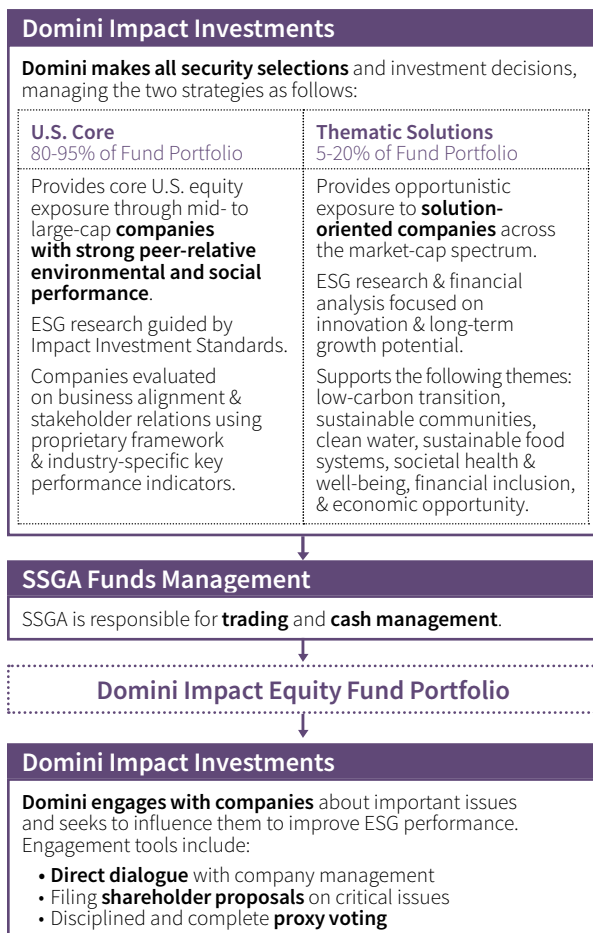 Domini Impact Investments
Domini makes all security selections and investment decisions,
managing the two strategies as follows:
U.S. Core
80-95% of Fund Portfolio
Provides core U.S. equity
exposure through mid- to
large-cap companies
with strong peer-relative
environmental and social
performance.
ESG research guided by
Impact Investment Standards.
Companies evaluated
on business alignment &
stakeholder relations using
proprietary framework
& industry-specific key
performance indicators.
Thematic Solutions
5-20% of Fund Portfolio
Provides opportunistic
exposure to solution-
oriented companies across
the market-cap spectrum.
ESG research & financial
analysis focused on
innovation & long-term
growth potential.
Supports the following themes:
low-carbon transition,
sustainable communities,
clean water, sustainable food
systems, societal health &
well-being, financial inclusion,
& economic opportunity.
SSGA Funds Management
SSGA is responsible for trading and cash management.
Domini Impact Equity Fund Portfolio
Domini Impact Investments
Domini engages with companies about important issues
and seeks to influence them to improve ESG performance.
Engagement tools include:
• Direct dialogue with company management
• Filing shareholder proposals on critical issues
• Disciplined and complete proxy voting